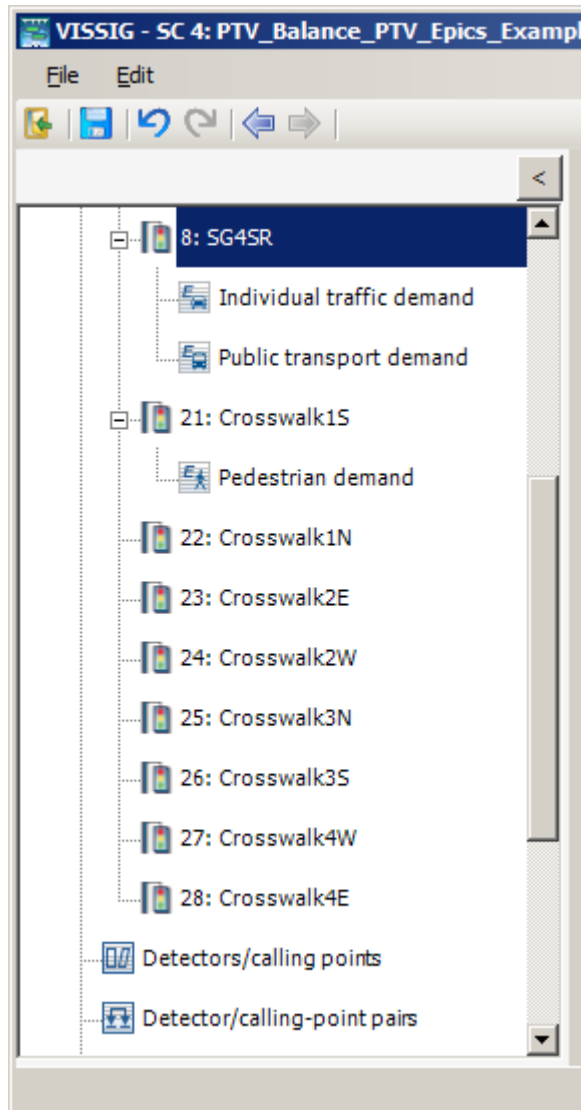 VISSIG - SC 4: PTV_Balance_PTV_Epics_Exampl
File Edit
<
8: SG4SR
Individual traffic demand
Public transport demand
21: Crosswalk1S
Pedestrian demand
22: Crosswalk1N
23: Crosswalk2E
24: Crosswalk2W
25: Crosswalk3N
26: Crosswalk3S
27: Crosswalk4W
28: Crosswalk4E
Detectors/calling points
Detector/calling-point pairs